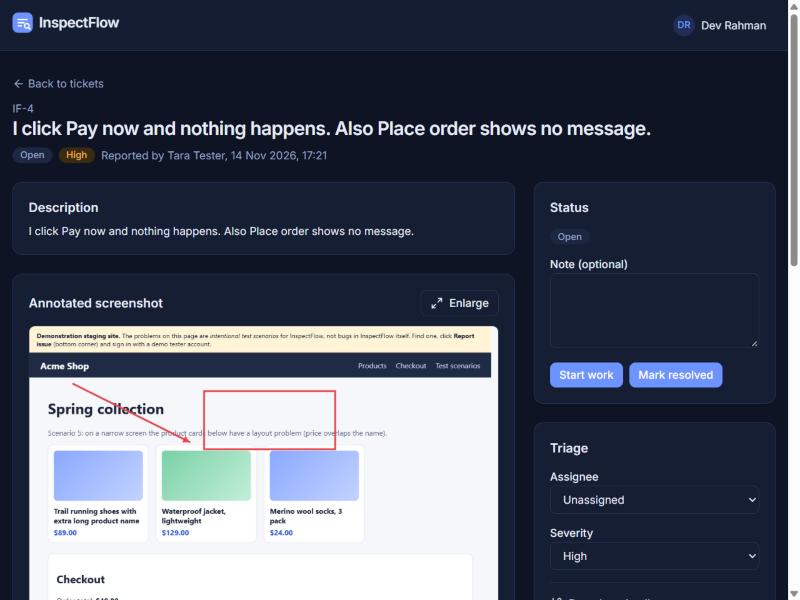 InspectFlow
DR Dev Rahman
← Back to tickets
IF-4
I click Pay now and nothing happens. Also Place order shows no message.
Open High Reported by Tara Tester, 14 Nov 2026, 17:21
Description
I click Pay now and nothing happens. Also Place order shows no message.
Annotated screenshot
Enlarge
Demonstration staging site. The problems on this page are intentional test scenarios for InspectFlow, not bugs in InspectFlow itself. Find one, click Report
issue (bottom corner) and sign in with a demo tester account.
Acme Shop
Products Checkout Test scenarios
Spring collection
Scenario 5: on a narrow screen the product cards below have a layout problem (price overlaps the name).
Trail running shoes with
extra long product name
$89.00
Waterproof jacket,
lightweight
$129.00
Merino wool socks, 3
pack
$24.00
Checkout
Status
Open
Note (optional)
Start work
Mark resolved
Triage
Assignee
Unassigned
Severity
High